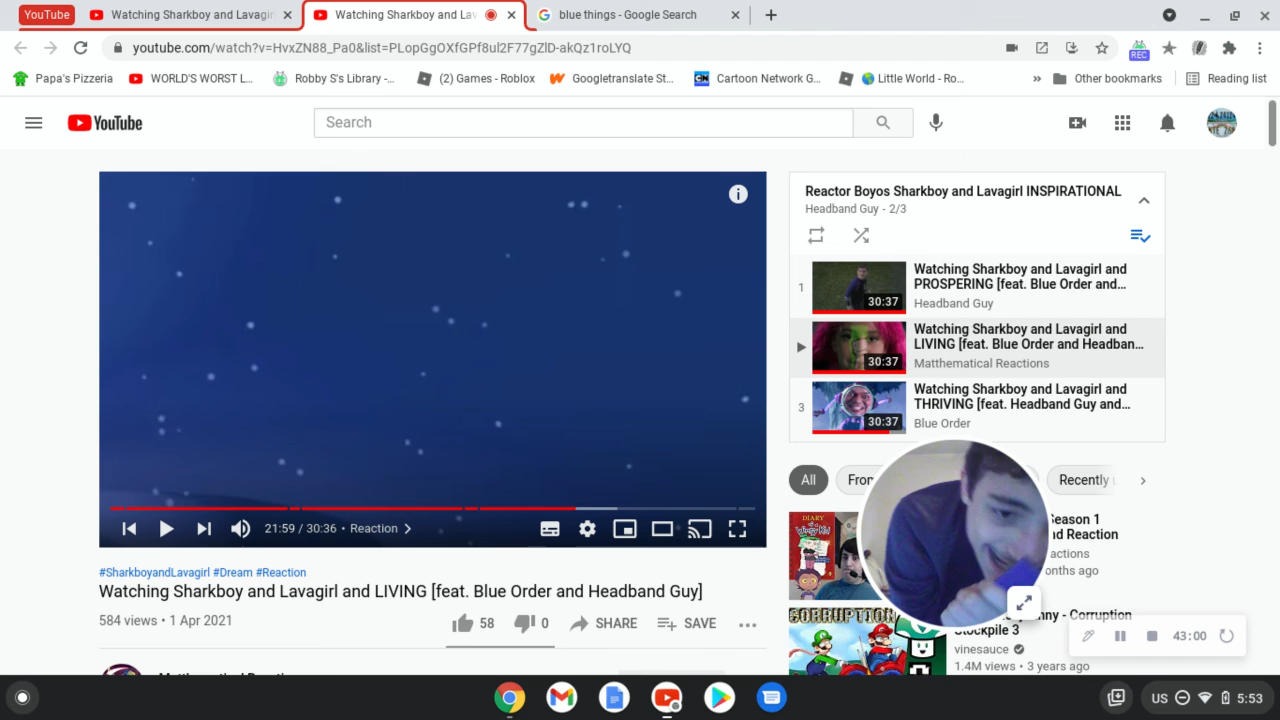 YouTube
Watching Sharkboy and Lavagir
Watching Sharkboy and Lav
blue things - Google Search
youtube.com/watch?v=HvxZN88_Pa0&list=PLopGgOXfGPf8ul2F77gZlD-akQz1roLYQ
REC
Papa's Pizzeria
WORLD'S WORST L...
Robby S's Library -...
(2) Games - Roblox
Googletranslate St...
CN
Cartoon Network G...
Little World - Ro...
»
Other bookmarks
Reading list
YouTube
Search
Reactor Boyos Sharkboy and Lavagirl INSPIRATIONAL
Headband Guy - 2/3
1
30:37
Watching Sharkboy and Lavagirl and
PROSPERING [feat. Blue Order and...
Headband Guy
30:37
Watching Sharkboy and Lavagirl and
LIVING [feat. Blue Order and Headban...
Matthematical Reactions
3
30:37
Watching Sharkboy and Lavagirl and
THRIVING [feat. Headband Guy and...
Blue Order
21:59 / 30:36 • Reaction
All
From
Recently
DIARY
Season 1
Reaction
#SharkboyandLavagirl #Dream #Reaction
Watching Sharkboy and Lavagirl and LIVING [feat. Blue Order and Headband Guy]
584 views • 1 Apr 2021
58
0
SHARE
SAVE
CORRUPTION
- Corruption
Stockpile 3
vinesauce
1.4M views • 3 years ago
43:00
US
5:53